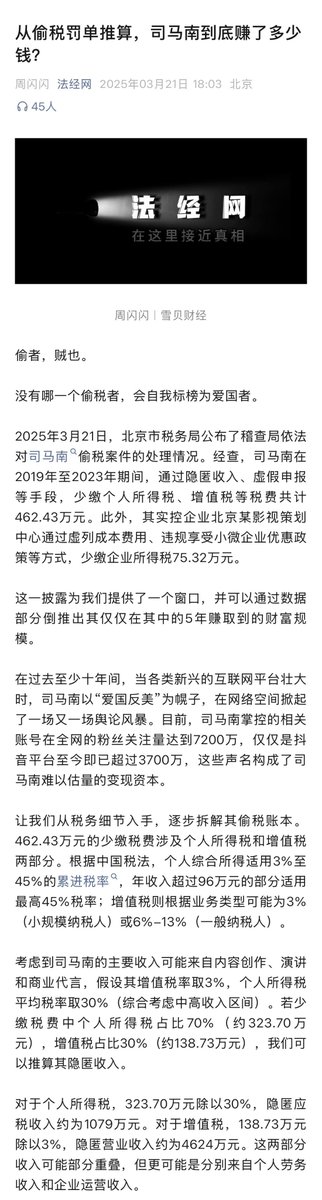 从偷税罚单推算，司马南到底赚了多少
钱？
周闪闪 法经网 2025年03月21日 18:03 北京
45人
法经网
在这里接近真相
周闪闪｜雪贝财经
偷者，贼也。
没有哪一个偷税者，会自我标榜为爱国者。
2025年3月21日，北京市税务局公布了稽查局依法
对司马南偷税案件的处理情况。经查，司马南在
2019年至2023年期间，通过隐匿收入、虚假申报
等手段，少缴个人所得税、增值税等税费共计
462.43万元。此外，其实控企业北京某影视策划
中心通过虚列成本费用、违规享受小微企业优惠政
策等方式，少缴企业所得税75.32万元。
这一披露为我们提供了一个窗口，并可以通过数据
部分倒推出其仅仅在其中的5年赚取到的财富规
模。
在过去至少十年间，当各类新兴的互联网平台壮大
时，司马南以“爱国反美”为幌子，在网络空间掀起
了一场又一场舆论风暴。目前，司马南掌控的相关
账号在全网的粉丝关注量达到7200万，仅仅是抖
音平台至今即已超过3700万，这些声名构成了司
马南难以估量的变现资本。
让我们从税务细节入手，逐步拆解其偷税账本。
462.43万元的少缴税费涉及个人所得税和增值税
两部分。根据中国税法，个人综合所得适用3%至
45%的累进税率，年收入超过96万元的部分适用
最高45%税率；增值税则根据业务类型可能为3%
（小规模纳税人）或6%-13%（一般纳税人）。
考虑到司马南的主要收入可能来自内容创作、演讲
和商业代言，假设其增值税率取3%，个人所得税
平均税率取30%（综合考虑中高收入区间）。若少
缴税费中个人所得税占比70%（约323.70万
元），增值税占比30%（约138.73万元），我们可
以推算其隐匿收入。
对于个人所得税，323.70万元除以30%，隐匿应
税收入约为1079万元。对于增值税，138.73万元
除以3%，隐匿营业收入约为4624万元。这两部分
收入可能部分重叠，但更可能是分别来自个人劳务
收入和企业运营收入。